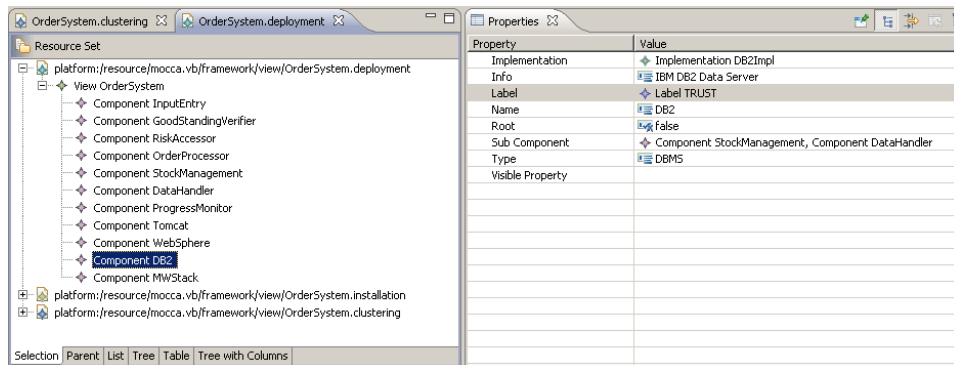 OrderSystem.clustering
OrderSystem.deployment
Resource Set
platform:/resource/mocca.vb/framework/view/OrderSystem.deployment
View OrderSystem
Component InputEntry
Component GoodStandingVerifier
Component RiskAccessor
Component OrderProcessor
Component StockManagement
Component DataHandler
Component ProgressMonitor
Component Tomcat
Component WebSphere
Component DB2
Component MWStack
platform:/resource/mocca.vb/framework/view/OrderSystem.installation
platform:/resource/mocca.vb/framework/view/OrderSystem.clustering
Selection Parent List Tree Table Tree with Columns
Properties
Property Value
Implementation Implementation DB2Impl
Info IBM DB2 Data Server
Label Label TRUST
Name DB2
Root false
Sub Component Component StockManagement, Component DataHandler
Type DBMS
Visible Property